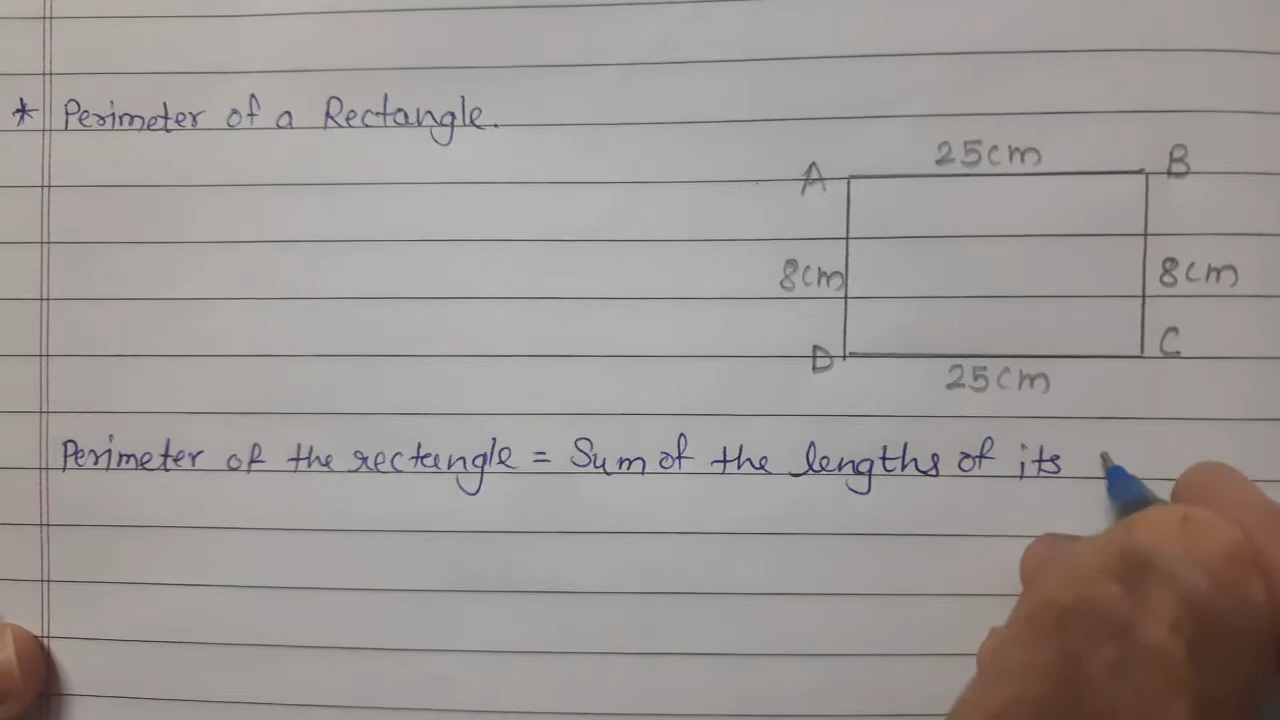 * Perimeter of a Rectangle.
25cm
A
B
8cm
8cm
D
C
25cm
Perimeter of the rectangle = Sum of the lengths of its